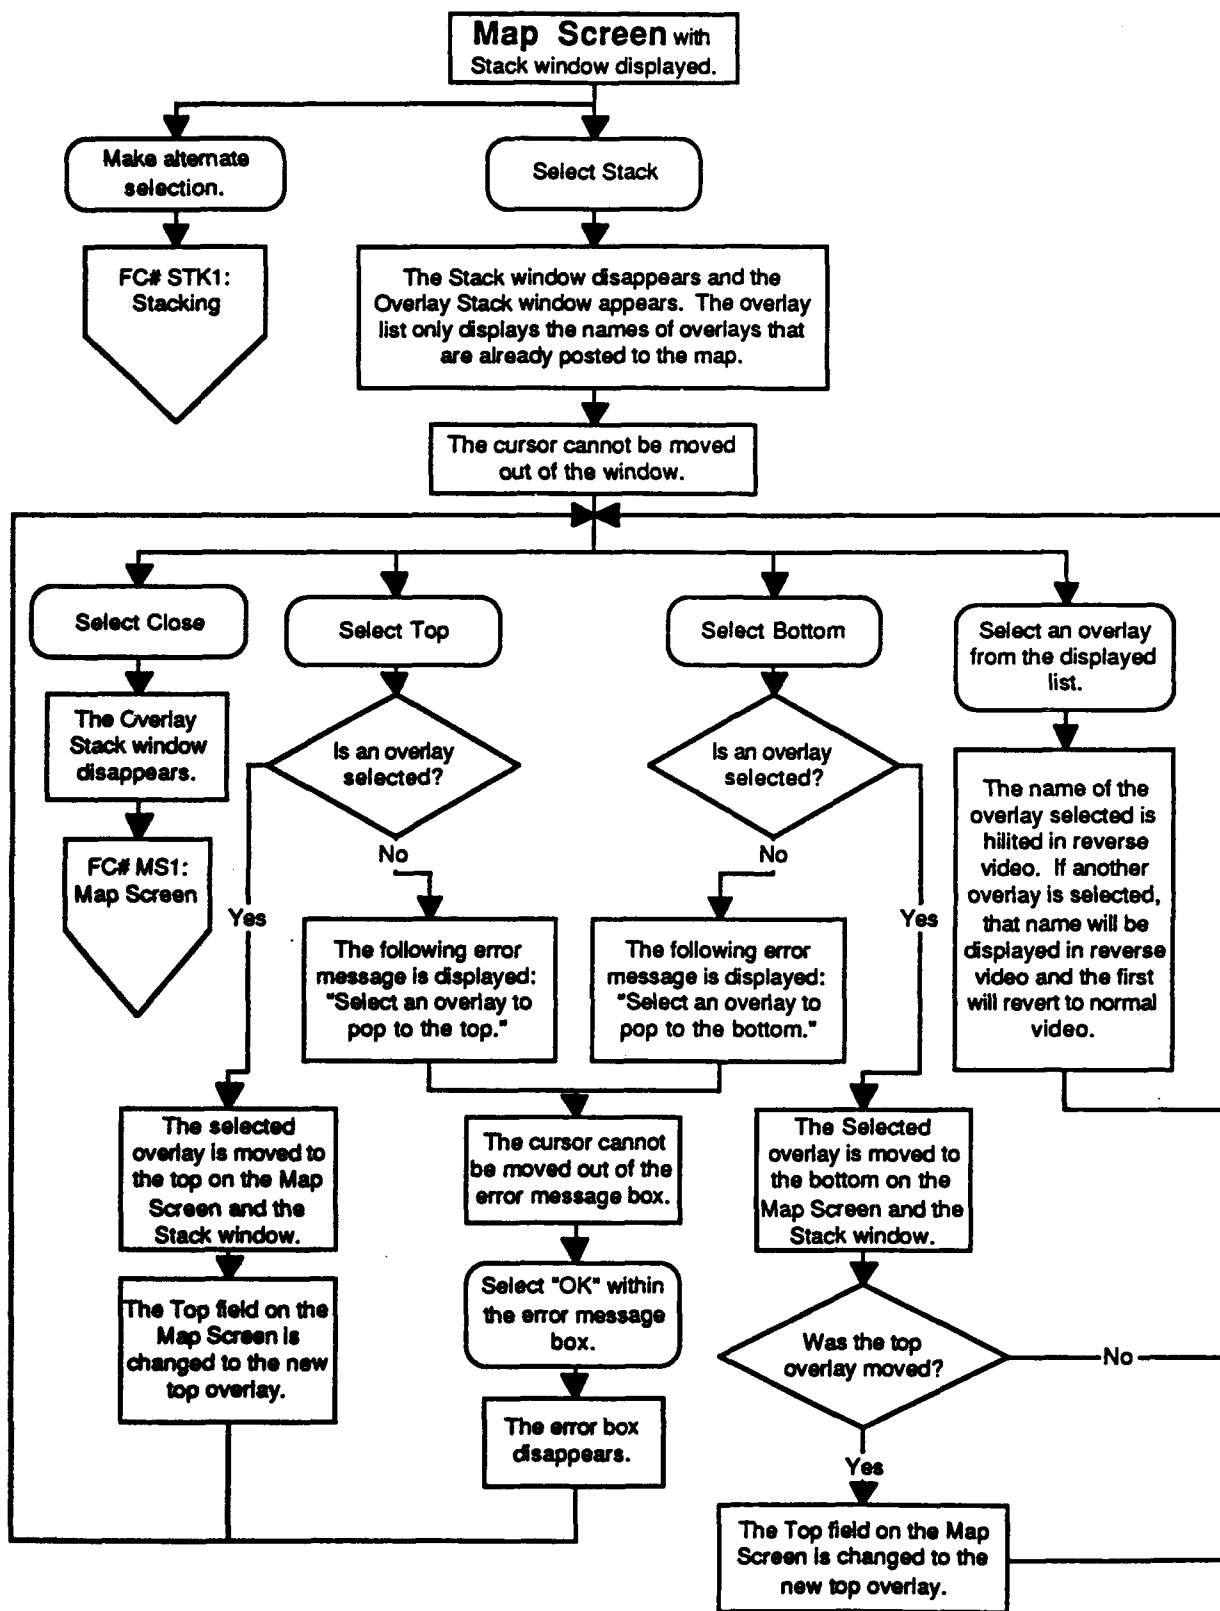 Map Screen with
Stack window displayed.
Make alternate
selection.
Select Stack
FC# STK1:
Stacking
The Stack window disappears and the
Overlay Stack window appears. The overlay
list only displays the names of overlays that
are already posted to the map.
The cursor cannot be moved
out of the window.
Select Close
Select Top
Select Bottom
Select an overlay
from the displayed
list.
The Overlay
Stack window
disappears.
Is an overlay
selected?
Is an overlay
selected?
The name of the
overlay selected is
hilited in reverse
video. If another
overlay is selected,
that name will be
displayed in reverse
video and the first
will revert to normal
video.
FC# MS1:
Map Screen
No
No
Yes
Yes
The following error
message is displayed:
"Select an overlay to
pop to the top."
The following error
message is displayed:
"Select an overlay to
pop to the bottom."
The selected
overlay is moved to
the top on the Map
Screen and the
Stack window.
The cursor cannot
be moved out of the
error message box.
The Selected
overlay is moved to
the bottom on the
Map Screen and the
Stack window.
The Top field on the
Map Screen is
changed to the new
top overlay.
Select "OK" within
the error message
box.
Was the top
overlay moved?
No
The error box
disappears.
Yes
The Top field on the Map
Screen is changed to the
new top overlay.